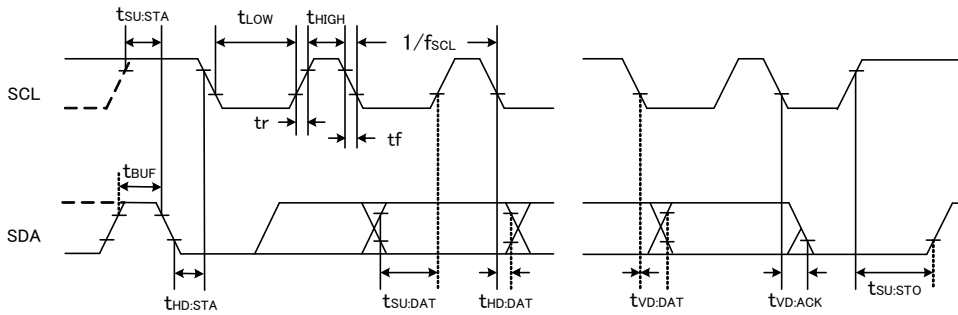 tSU:STA tLOW tHIGH 1/fSCL
SCL
tr tf
tBUF
SDA
tHD:STA tSU:DAT tHD:DAT tVD:DAT tVD:ACK tSU:STO